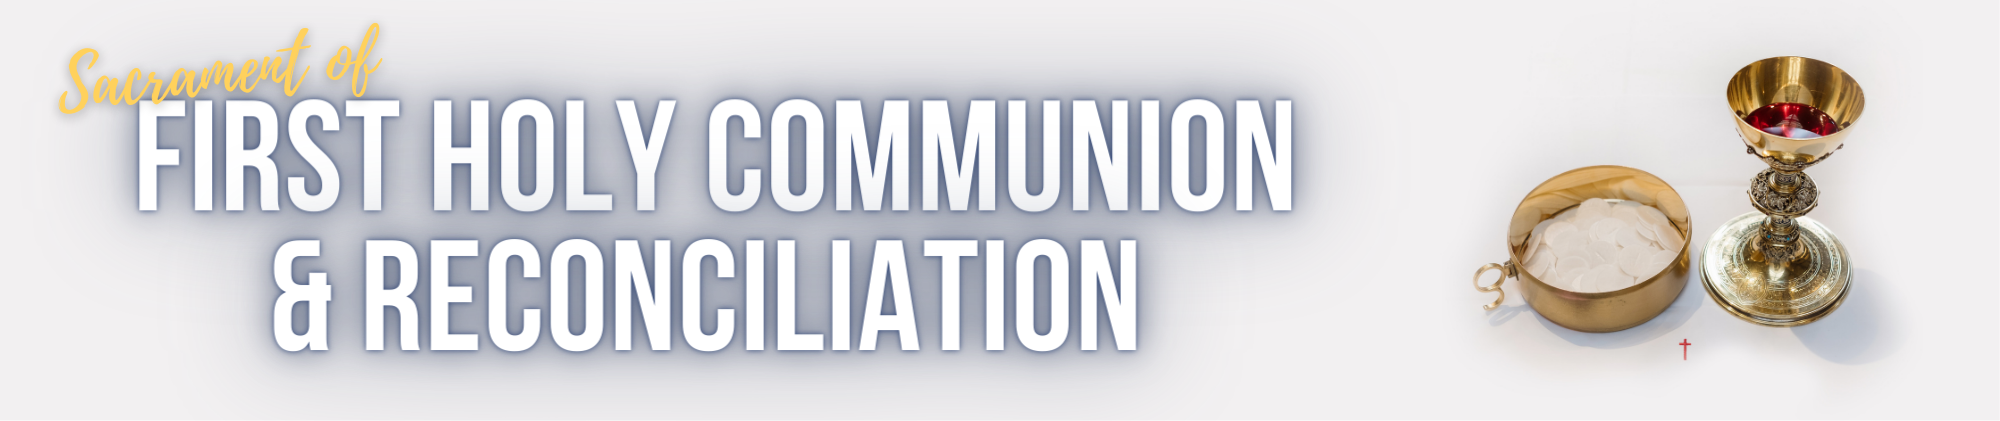 Sacrament of
FIRST HOLY COMMUNION
& RECONCILIATION